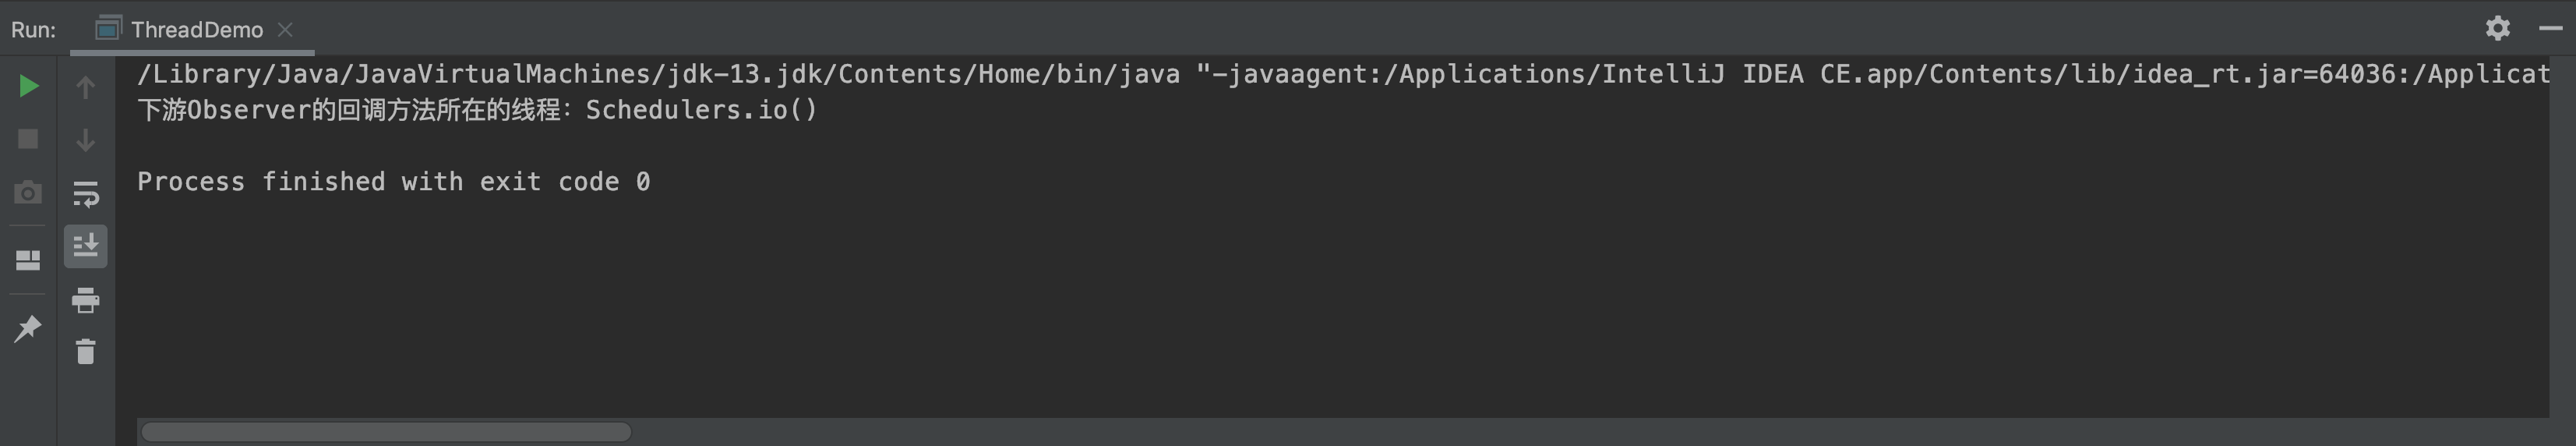 Run: ThreadDemo
/Library/Java/JavaVirtualMachines/jdk-13.jdk/Contents/Home/bin/java "-javaagent:/Applications/IntelliJ IDEA CE.app/Contents/lib/idea_rt.jar=64036:/Applicat
下游Observer的回调方法所在的线程：Schedulers.io()
Process finished with exit code 0